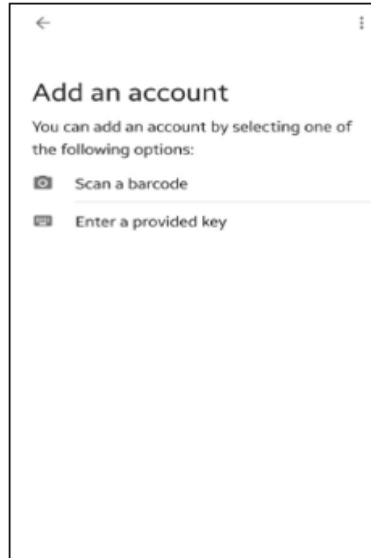 Add an account
You can add an account by selecting one of
the following options:
Scan a barcode
Enter a provided key